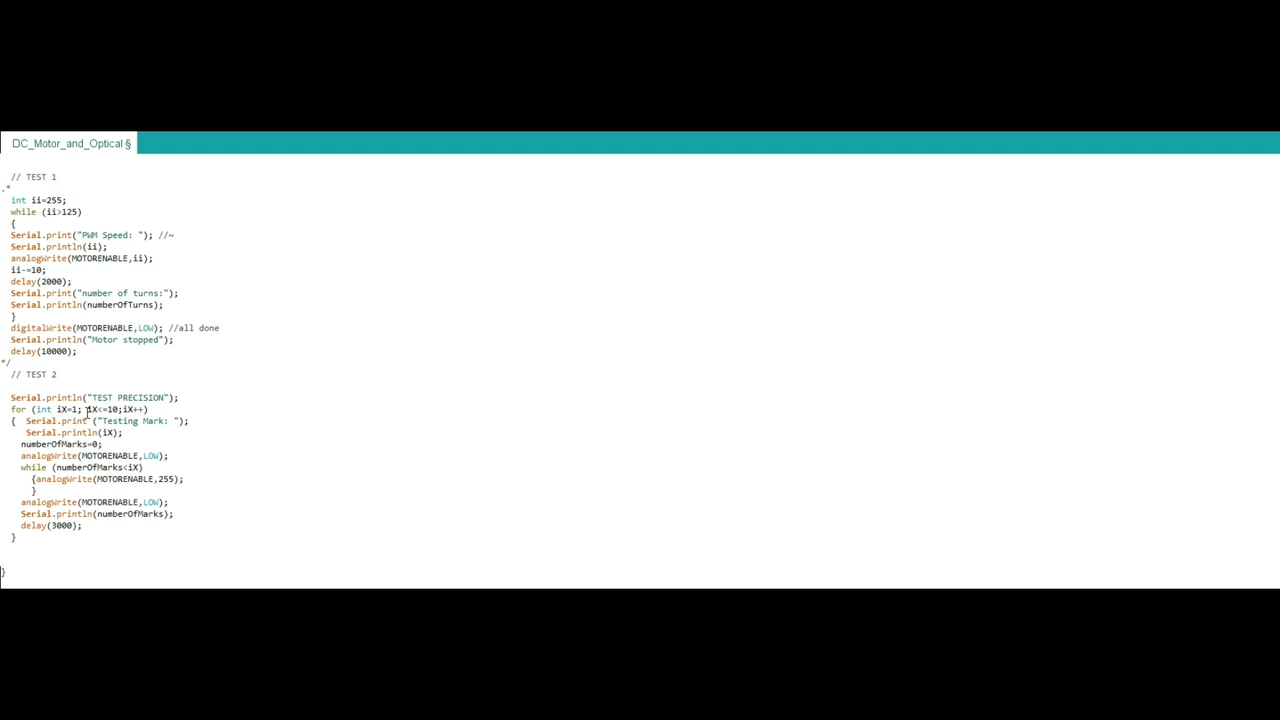 DC_Motor_and_Optical §
// TEST 1
.*
int ii=255;
while (ii>125)
{
Serial.print("PWM Speed: "); //~
Serial.println(ii);
analogWrite(MOTORENABLE,ii);
ii-=10;
delay(2000);
Serial.print("number of turns:");
Serial.println(numberOfTurns);
}
digitalWrite(MOTORENABLE,LOW); //all done
Serial.println("Motor stopped");
delay(10000);
*/
// TEST 2
Serial.println("TEST PRECISION");
for (int iX=1; iX<=10;iX++)
{  Serial.print ("Testing Mark: ");
Serial.println(iX);
numberOfMarks=0;
analogWrite(MOTORENABLE,LOW);
while (numberOfMarks<iX)
{analogWrite(MOTORENABLE,255);
}
analogWrite(MOTORENABLE,LOW);
Serial.println(numberOfMarks);
delay(3000);
}
}